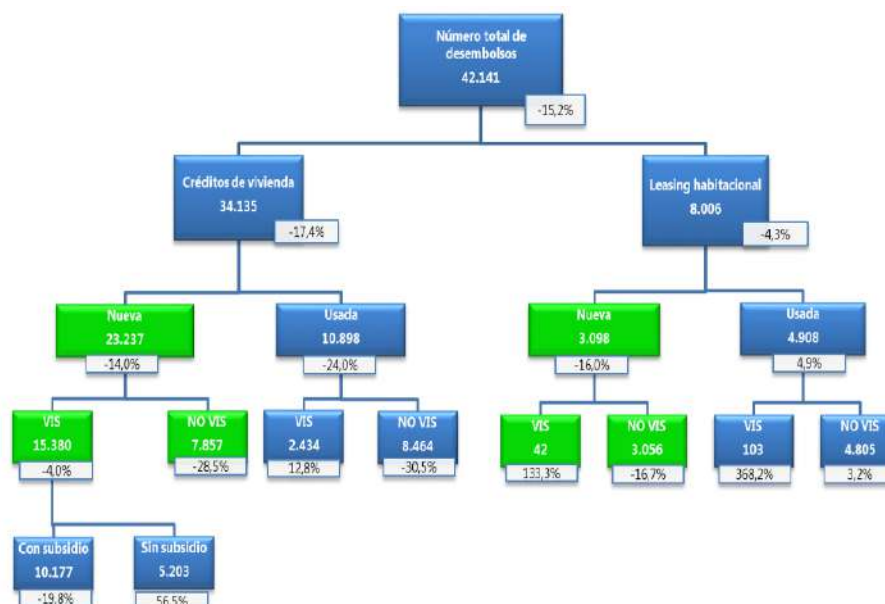 Número total de
desembolsos
42.141
-15,2%
Créditos de vivienda
34.135
-17,4%
Leasing habitacional
8.006
-4,3%
Nueva
23.237
-14,0%
Usada
10.898
-24,0%
Nueva
3.098
-16,0%
Usada
4.908
4,9%
VIS
15.380
-4,0%
NO VIS
7.857
-28,5%
VIS
2.434
12,8%
NO VIS
8.464
-30,5%
VIS
42
133,3%
NO VIS
3.056
-16,7%
VIS
103
368,2%
NO VIS
4.805
3,2%
Con subsidio
10.177
-19,8%
Sin subsidio
5.203
56,5%